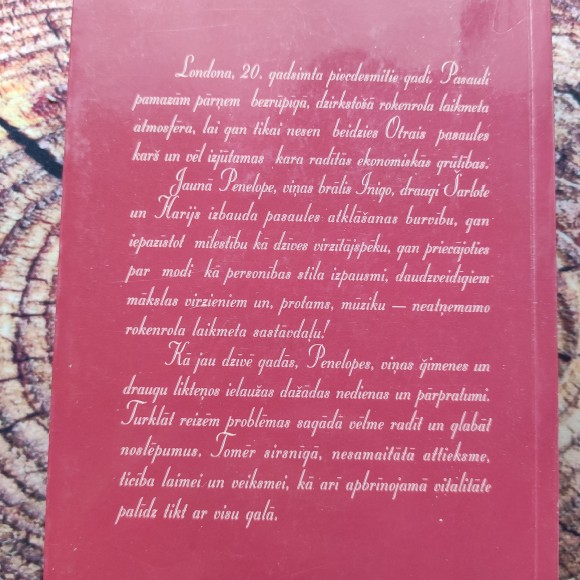 Londona, 20. gadsimta piecdesmitie gadi. Pasauli
pamazām pārņem bezrūpīgā, dzirkstošā rokenrola laikmeta
atmosfēra, lai gan tikai nesen beidzies Otrais pasaules
karš un vēl izjūtamas kara radītās ekonomiskās grūtības.
Jaunā Penelope, viņas brālis Inigo, draugi Šarlote
un Harijs izbauda pasaules atklāšanas burvību, gan
iepazīstot mīlestību kā dzīves virzītājspēku, gan priecājoties
par modi kā personības stila izpausmi, daudzveidīgiem
mākslas virzieniem un, protams, mūziku — neatņemamo
rokenrola laikmeta sastāvdaļu!
Kā jau dzīvē gadās, Penelopes, viņas ģimenes un
draugu likteņos ielaužas dažādas nedienas un pārpratumi.
Turklāt reizēm problēmas sagādā vēlme radīt un glabāt
noslēpumus. Tomēr sirsnīgā, nesamaitātā attieksme,
ticība laimei un veiksmei, kā arī apbrīnojamā vitalitāte
palīdz tikt ar visu galā.